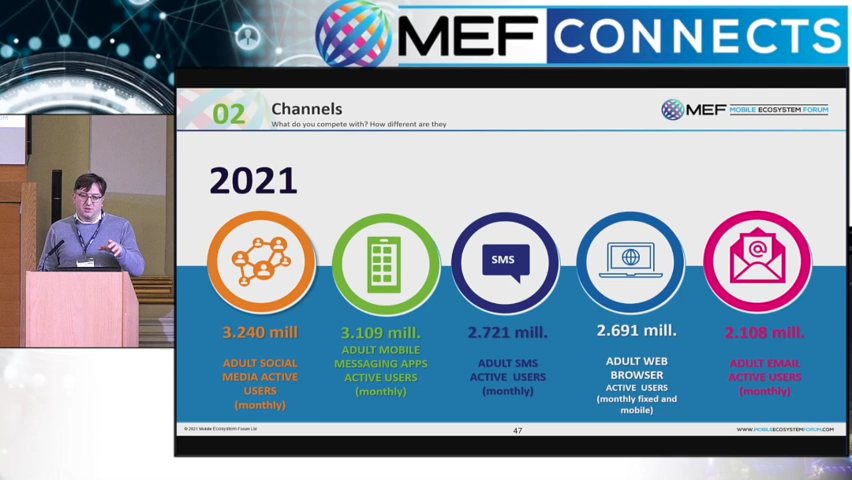 MEF CONNECTS
02
Channels
What do you compete with? How different are they
MEF MOBILE ECOSYSTEM FORUM
2021
SMS
@
3.240 mill
ADULT SOCIAL
MEDIA ACTIVE
USERS
(monthly)
3.109 mill.
ADULT MOBILE
MESSAGING APPS
ACTIVE USERS
(monthly)
2.721 mill.
ADULT SMS
ACTIVE USERS
(monthly)
2.691 mill.
ADULT WEB
BROWSER
ACTIVE USERS
(monthly fixed and
mobile)
2.108 mill.
ADULT EMAIL
ACTIVE USERS
(monthly)
© 2021 Mobile Ecosystem Forum Ltd
47
WWW.MOBILEECOSYSTEMFORUM.COM